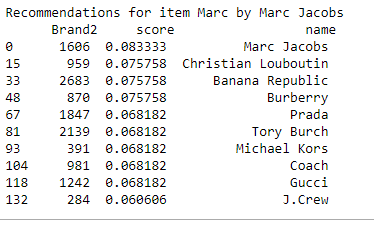 Recommendations for item Marc by Marc Jacobs
Brand2 score name
0 1606 0.083333 Marc Jacobs
15 959 0.075758 Christian Louboutin
33 2683 0.075758 Banana Republic
48 870 0.075758 Burberry
67 1847 0.068182 Prada
81 2139 0.068182 Tory Burch
93 391 0.068182 Michael Kors
104 981 0.068182 Coach
118 1242 0.068182 Gucci
132 284 0.060606 J.Crew